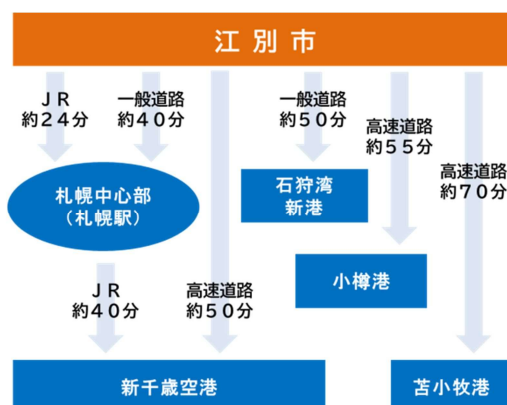 江別市
ＪＲ
約２４分
一般道路
約４０分
一般道路
約５０分
高速道路
約５５分
高速道路
約７０分
札幌中心部
（札幌駅）
石狩湾
新港
小樽港
ＪＲ
約４０分
高速道路
約５０分
新千歳空港
苫小牧港